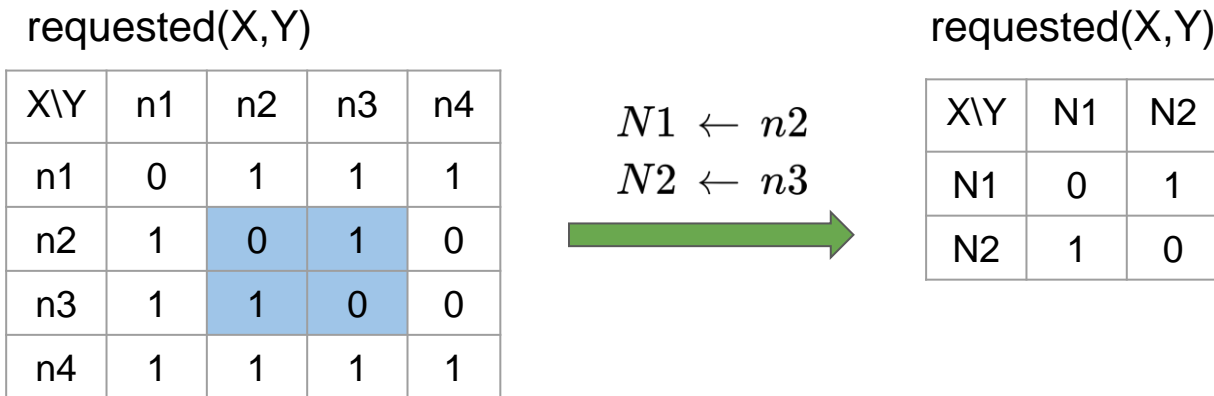 requested(X,Y)
X\Y n1 n2 n3 n4
n1 0 1 1 1
n2 1 0 1 0
n3 1 1 0 0
n4 1 1 1 1
N1 ← n2
N2 ← n3
requested(X,Y)
X\Y N1 N2
N1 0 1
N2 1 0